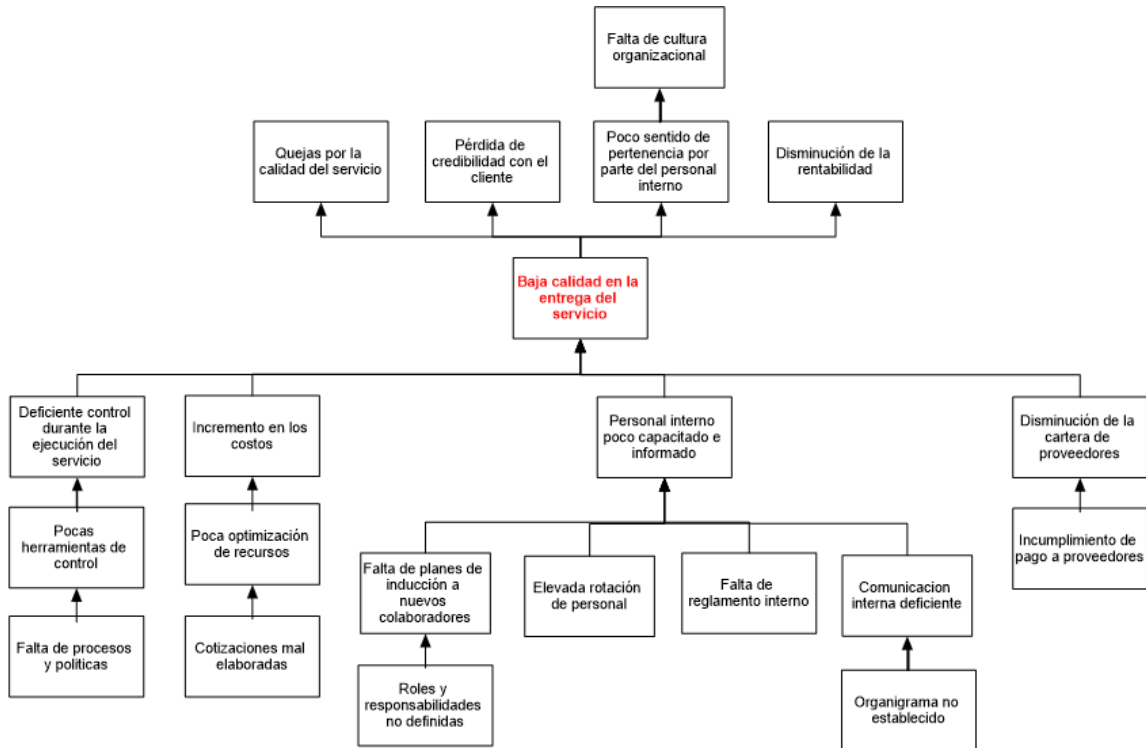 Falta de cultura
organizacional
Quejas por la
calidad del servicio
Pérdida de
credibilidad con el
cliente
Poco sentido de
pertenencia por
parte del personal
interno
Disminución de la
rentabilidad
Baja calidad en la
entrega del
servicio
Deficiente control
durante la
ejecución del
servicio
Incremento en los
costos
Personal interno
poco capacitado e
informado
Disminución de la
cartera de
proveedores
Pocas
herramientas de
control
Poca optimización
de recursos
Falta de planes de
inducción a
nuevos
colaboradores
Elevada rotación
de personal
Falta de
reglamento interno
Comunicacion
interna deficiente
Incumplimiento de
pago a proveedores
Falta de procesos
y politicas
Cotizaciones mal
elaboradas
Roles y
responsabilidades
no definidas
Organigrama no
establecido